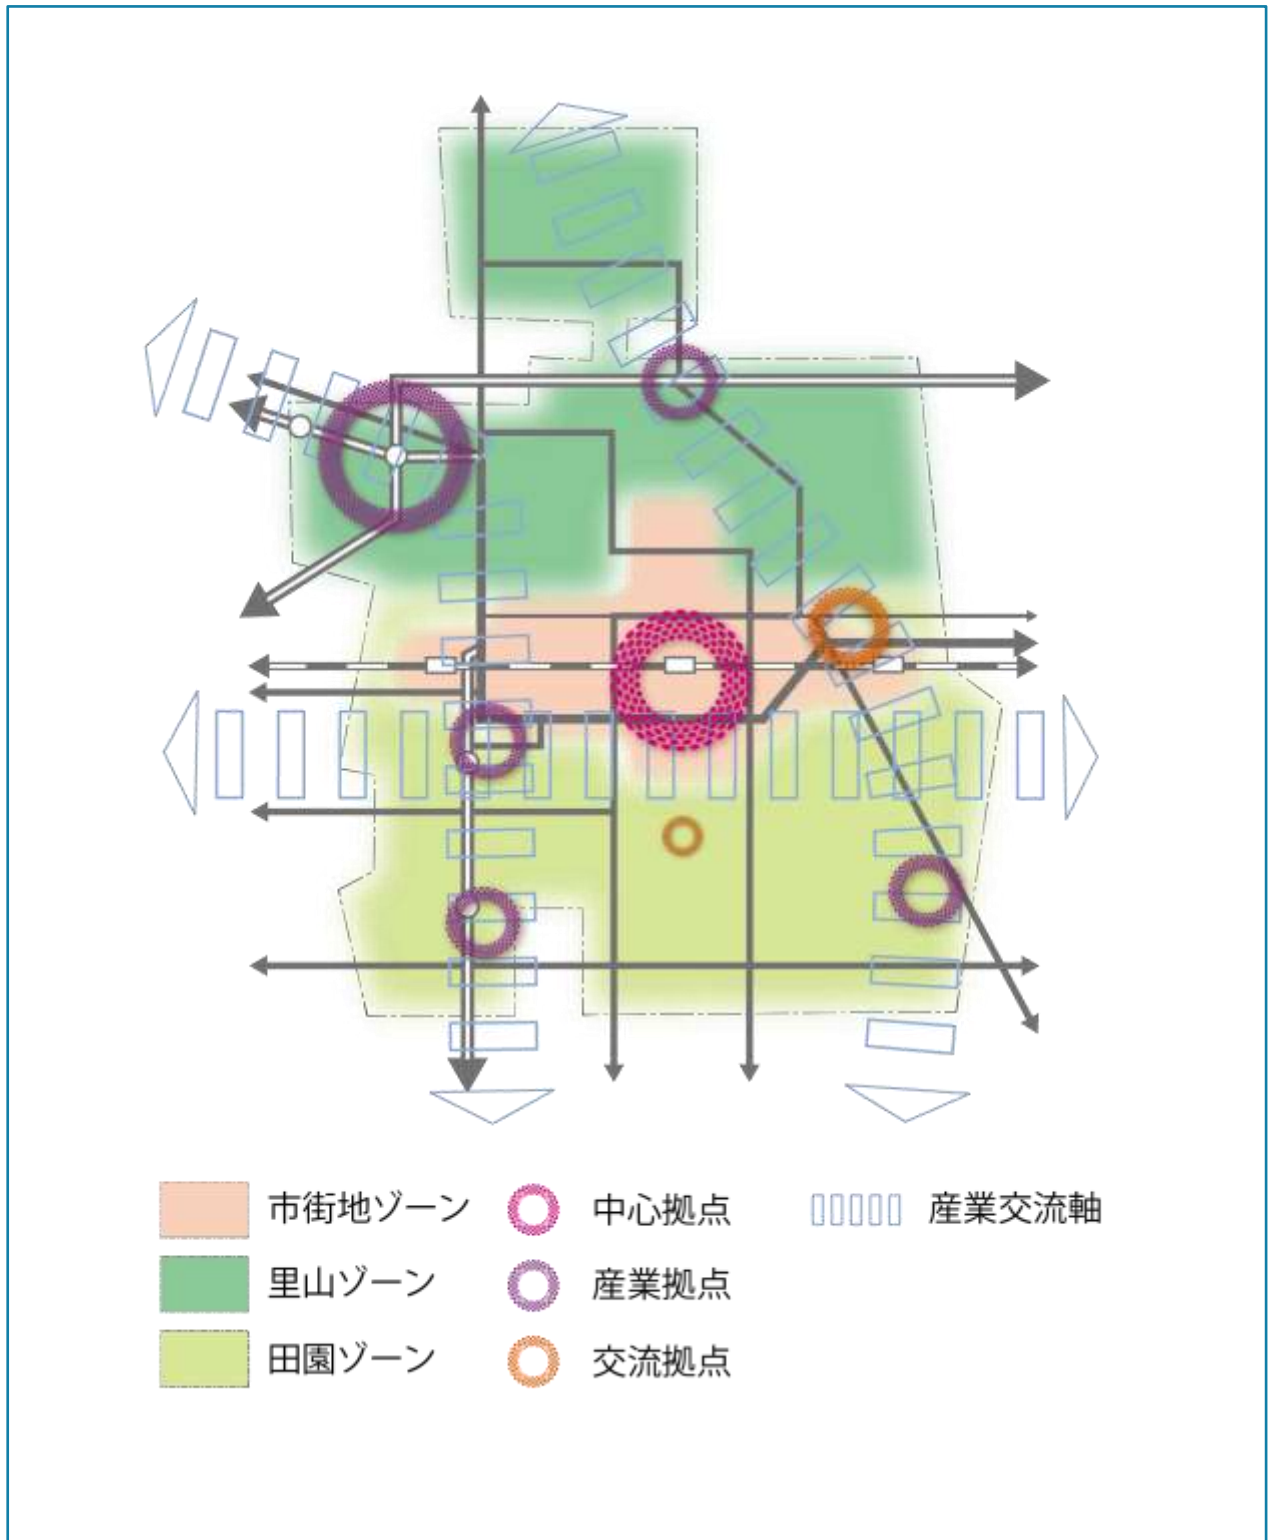 市街地ゾーン
中心拠点
産業交流軸
里山ゾーン
産業拠点
田園ゾーン
交流拠点